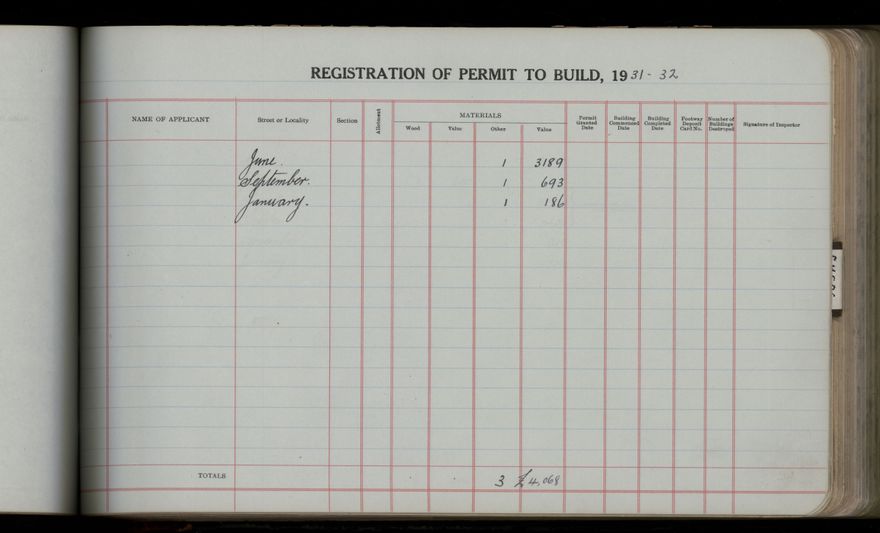 REGISTRATION OF PERMIT TO BUILD, 1931-32
NAME OF APPLICANT
Street or Locality
Section
Allotment
MATERIALS
Wood Value Other Value
Permit Granted Date
Building Commenced Date
Building Completed Date
Footway Deposit Card No.
Number of Buildings Destroyed
Signature of Inspector
June. 1 3189
September. 1 693
January. 1 186
TOTALS 3 £4,068